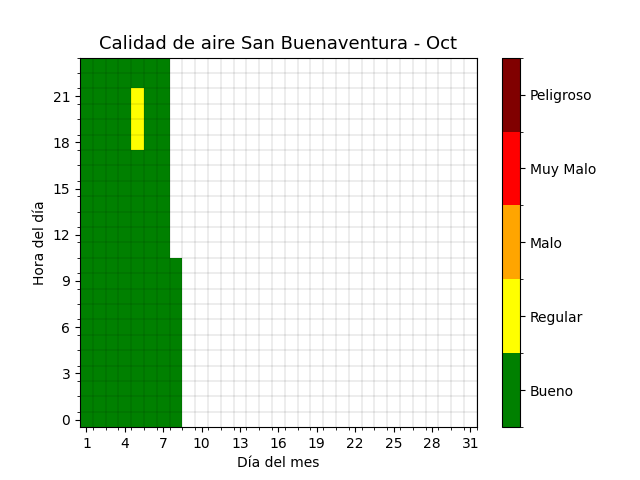 Calidad de aire San Buenaventura - Oct
21
18
15
12
9
6
3
0
Hora del día
1 4 7 10 13 16 19 22 25 28 31
Día del mes
Peligroso
Muy Malo
Malo
Regular
Bueno